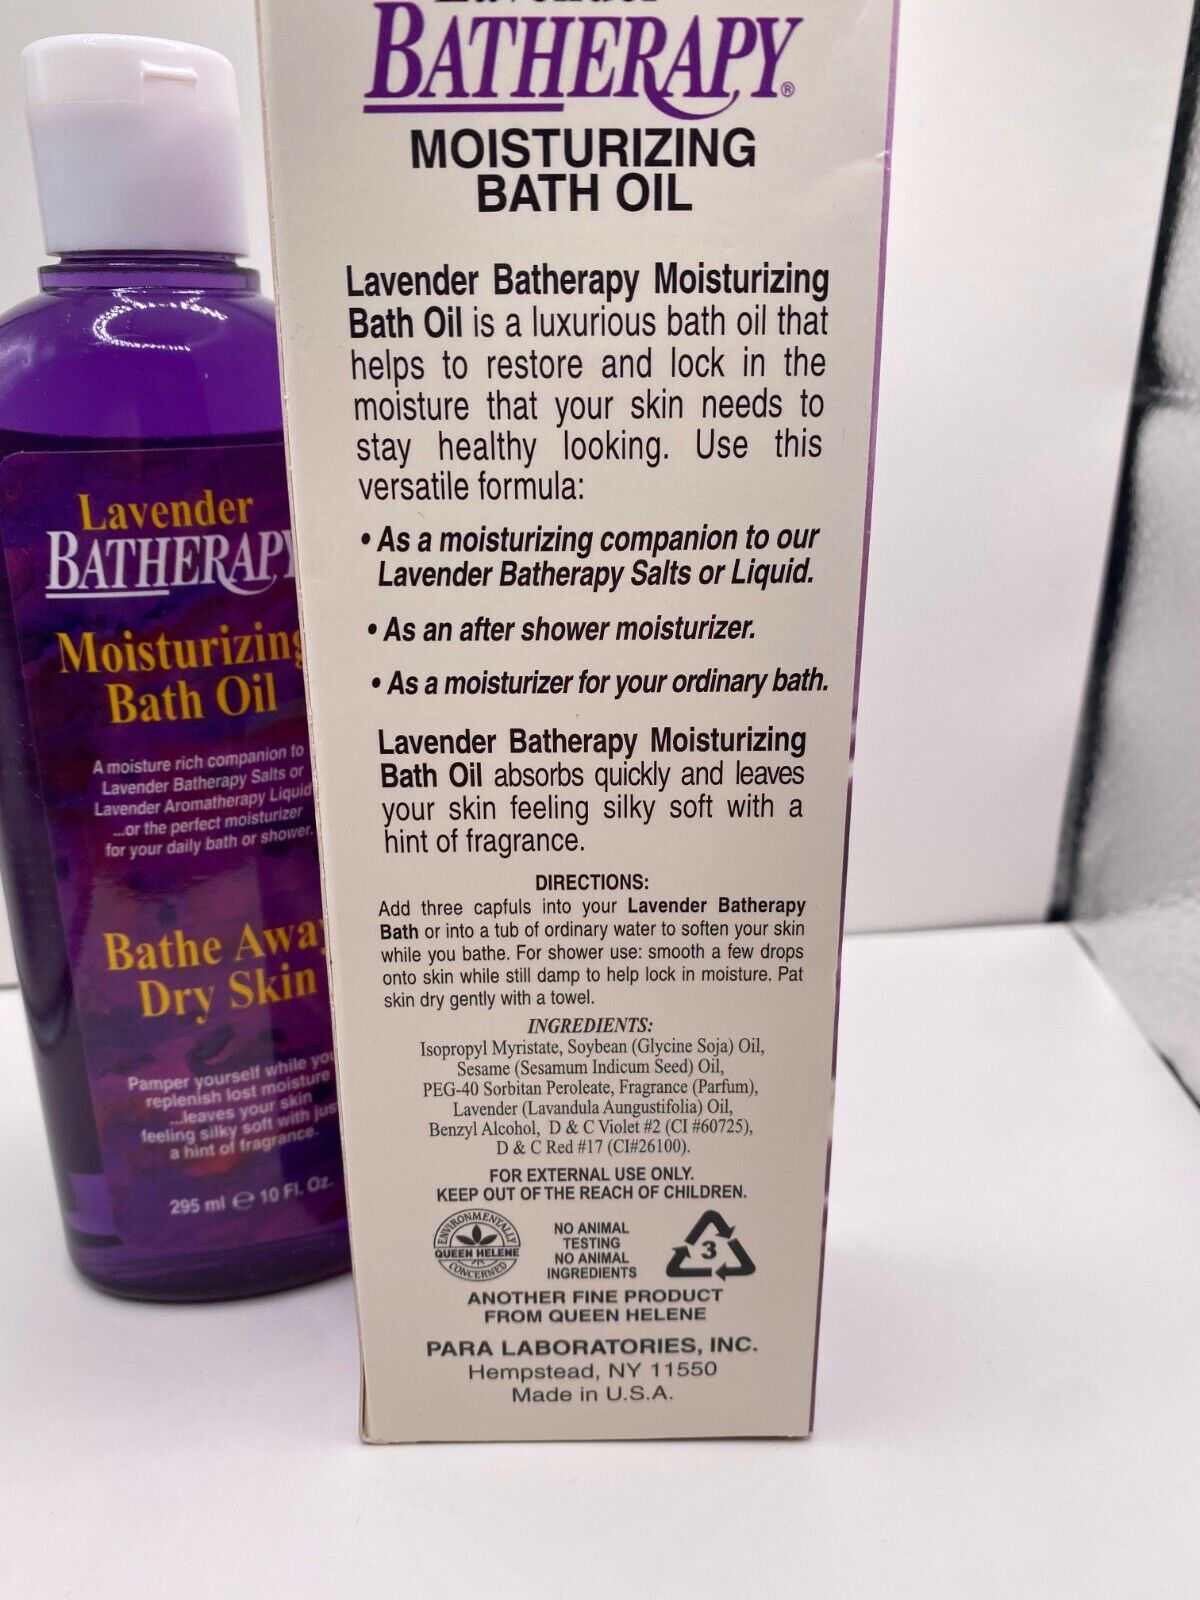 Lavender
BATHERAPY®
MOISTURIZING
BATH OIL
Lavender Batherapy Moisturizing
Bath Oil is a luxurious bath oil that
helps to restore and lock in the
moisture that your skin needs to
stay healthy looking. Use this
versatile formula:
• As a moisturizing companion to our
Lavender Batherapy Salts or Liquid.
• As an after shower moisturizer.
• As a moisturizer for your ordinary bath.
Lavender Batherapy Moisturizing
Bath Oil absorbs quickly and leaves
your skin feeling silky soft with a
hint of fragrance.
DIRECTIONS:
Add three capfuls into your Lavender Batherapy
Bath or into a tub of ordinary water to soften your skin
while you bathe. For shower use: smooth a few drops
onto skin while still damp to help lock in moisture. Pat
skin dry gently with a towel.
INGREDIENTS:
Isopropyl Myristate, Soybean (Glycine Soja) Oil,
Sesame (Sesamum Indicum Seed) Oil,
PEG-40 Sorbitan Peroleate, Fragrance (Parfum),
Lavender (Lavandula Aungustifolia) Oil,
Benzyl Alcohol, D & C Violet #2 (CI #60725),
D & C Red #17 (CI#26100).
FOR EXTERNAL USE ONLY.
KEEP OUT OF THE REACH OF CHILDREN.
ENVIRONMENTALLY
QUEEN HELENE
CONCERNED
NO ANIMAL
TESTING
NO ANIMAL
INGREDIENTS
3
ANOTHER FINE PRODUCT
FROM QUEEN HELENE
PARA LABORATORIES, INC.
Hempstead, NY 11550
Made in U.S.A.
Lavender
BATHERAPY
Moisturizing
Bath Oil
A moisture rich companion to
Lavender Batherapy Salts or
Lavender Aromatherapy Liquid
...or the perfect moisturizer
for your daily bath or shower.
Bathe Away
Dry Skin
Pamper yourself while you
replenish lost moisture
...leaves your skin
feeling silky soft with just
a hint of fragrance.
295 ml ℮ 10 Fl. Oz.